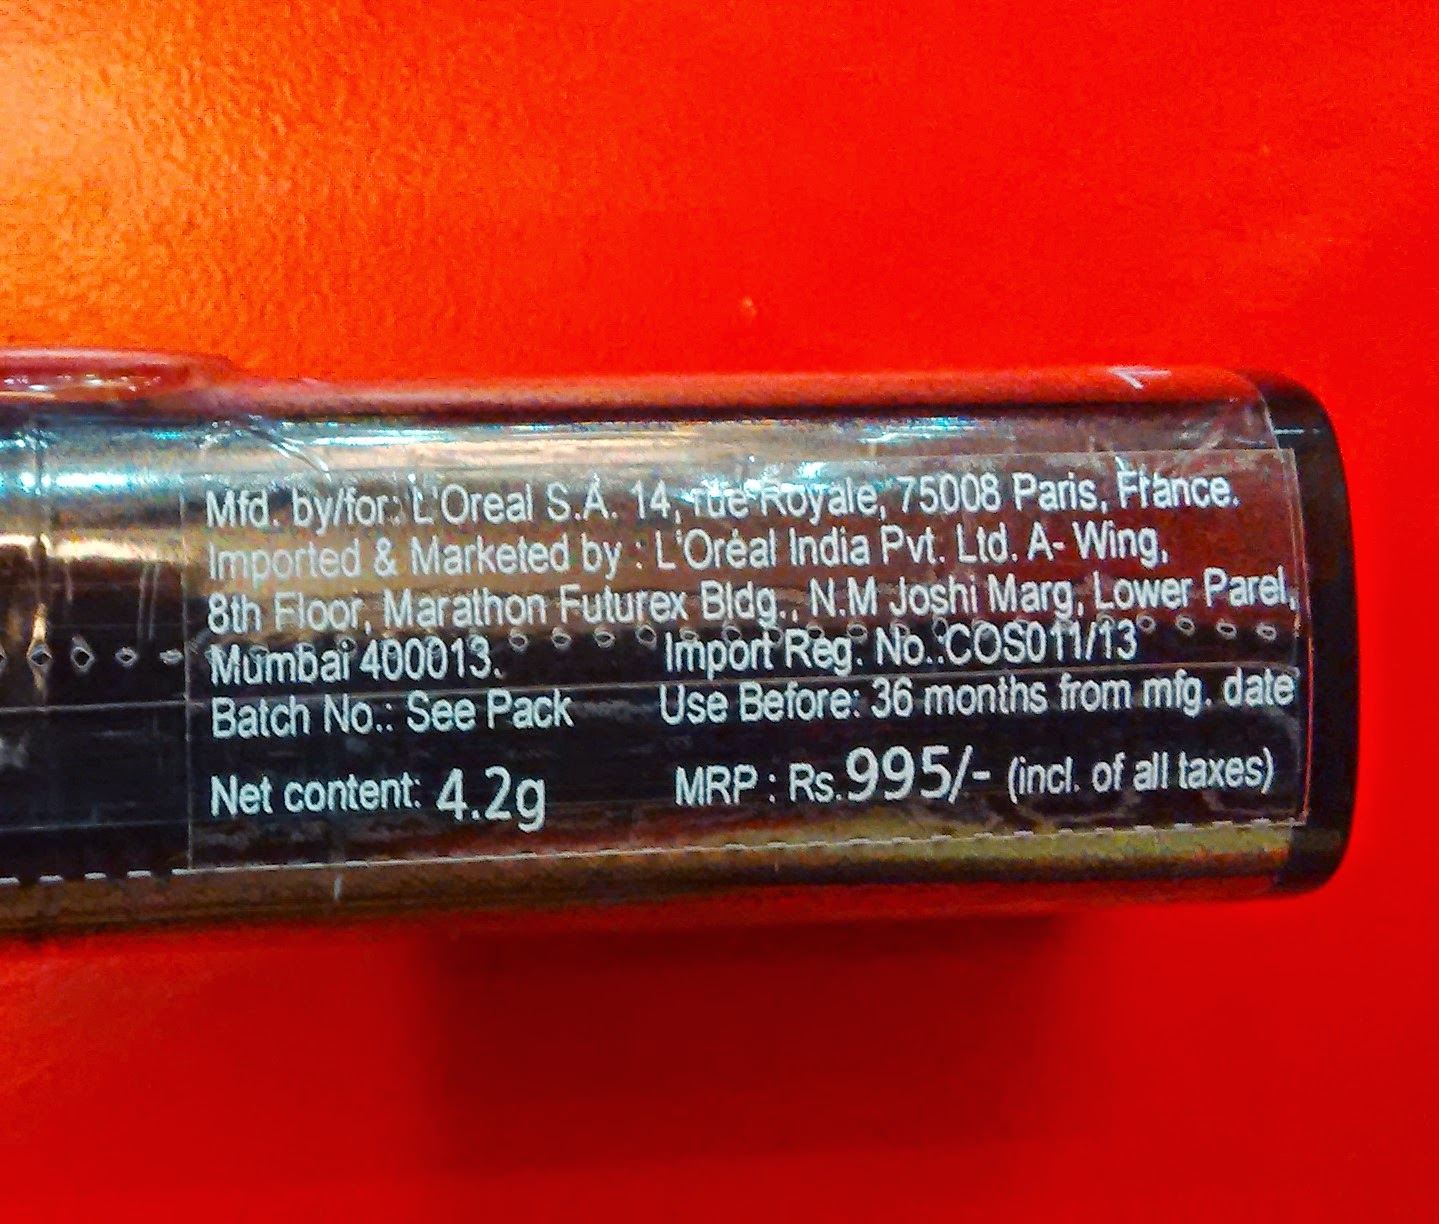 Mfd. by/for: L'Oreal S.A. 14, rue Royale, 75008 Paris, France.
Imported & Marketed by : L'Oréal India Pvt. Ltd. A- Wing,
8th Floor, Marathon Futurex Bldg., N.M Joshi Marg, Lower Parel,
Mumbai 400013. Import Reg. No.:COS011/13
Batch No.: See Pack Use Before: 36 months from mfg. date
Net content: 4.2g MRP : Rs.995/- (incl. of all taxes)